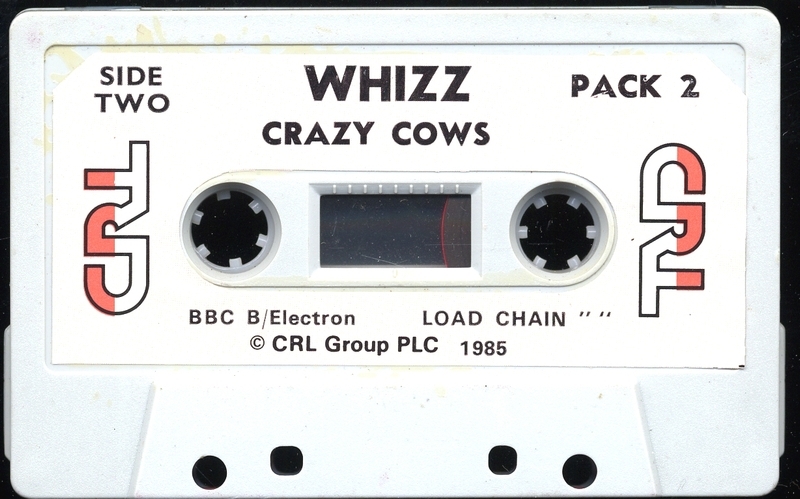 SIDE
TWO
WHIZZ
CRAZY COWS
PACK 2
CRL
CRL
BBC B/Electron
LOAD CHAIN " "
© CRL Group PLC 1985